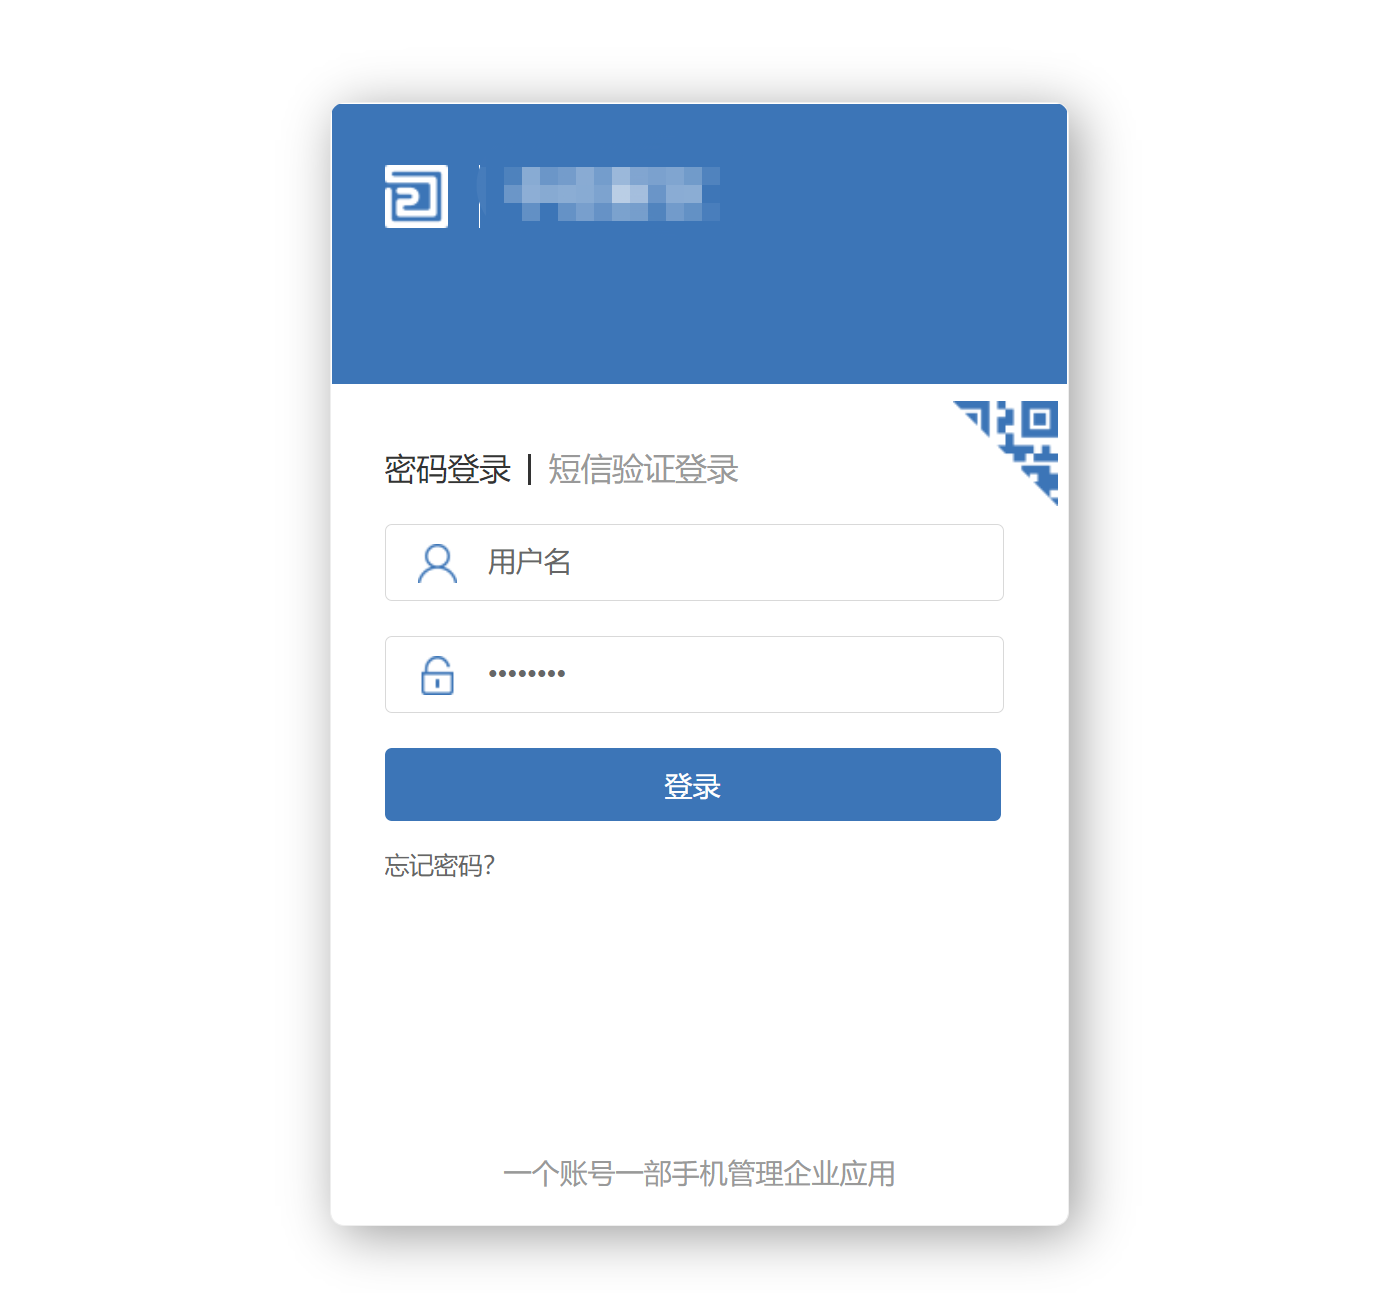 密码登录 | 短信验证登录
用户名
••••••••
登录
忘记密码?
一个账号一部手机管理企业应用